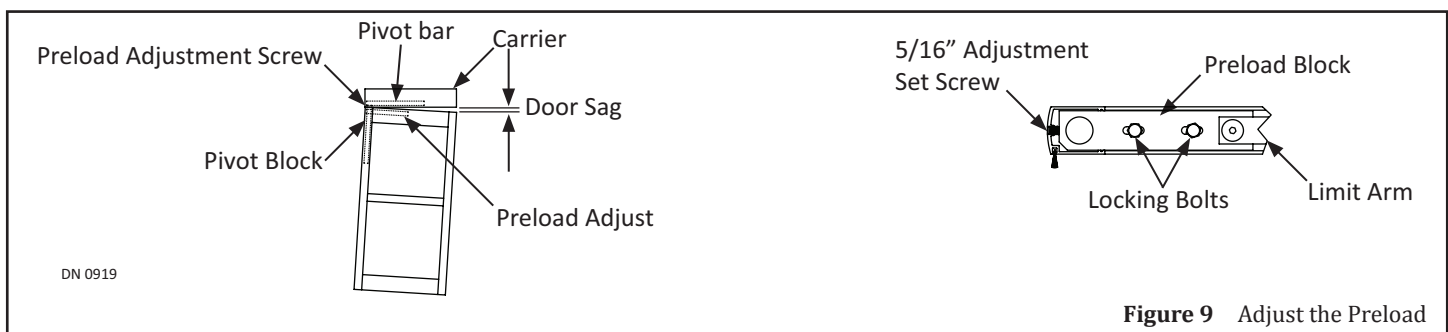 Pivot bar
Carrier
Preload Adjustment Screw
Door Sag
Pivot Block
Preload Adjust
DN 0919
5/16” Adjustment
Set Screw
Preload Block
Locking Bolts
Limit Arm
Figure 9 Adjust the Preload